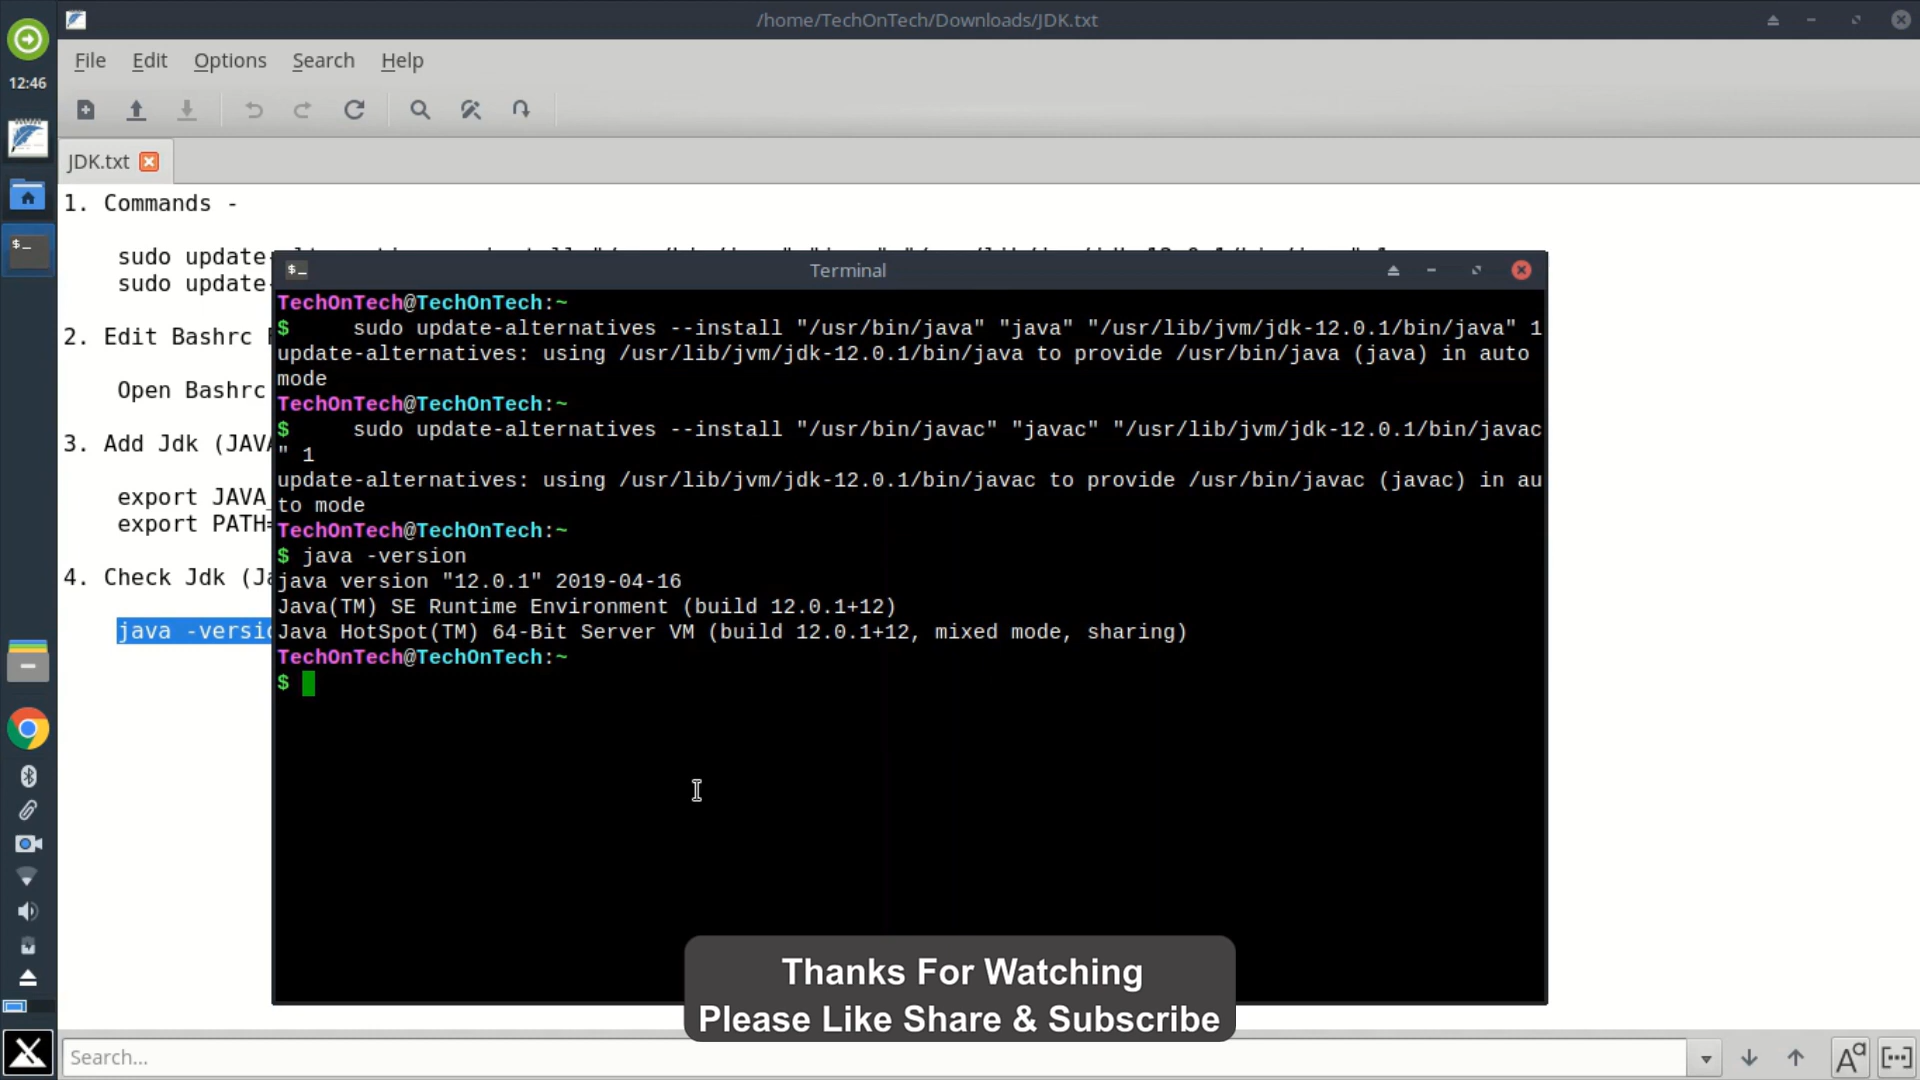 /home/TechOnTech/Downloads/JDK.txt
12:46
File Edit Options Search Help
JDK.txt
1. Commands -
sudo update-
sudo update-
2. Edit Bashrc
Open Bashrc
3. Add Jdk (JAVA
export JAVA_
export PATH=
4. Check Jdk (Ja
java -versio
Terminal
TechOnTech@TechOnTech:~
$ sudo update-alternatives --install "/usr/bin/java" "java" "/usr/lib/jvm/jdk-12.0.1/bin/java" 1
update-alternatives: using /usr/lib/jvm/jdk-12.0.1/bin/java to provide /usr/bin/java (java) in auto
mode
TechOnTech@TechOnTech:~
$ sudo update-alternatives --install "/usr/bin/javac" "javac" "/usr/lib/jvm/jdk-12.0.1/bin/javac
" 1
update-alternatives: using /usr/lib/jvm/jdk-12.0.1/bin/javac to provide /usr/bin/javac (javac) in au
to mode
TechOnTech@TechOnTech:~
$ java -version
java version "12.0.1" 2019-04-16
Java(TM) SE Runtime Environment (build 12.0.1+12)
Java HotSpot(TM) 64-Bit Server VM (build 12.0.1+12, mixed mode, sharing)
TechOnTech@TechOnTech:~
$
Thanks For Watching
Please Like Share & Subscribe
Search...